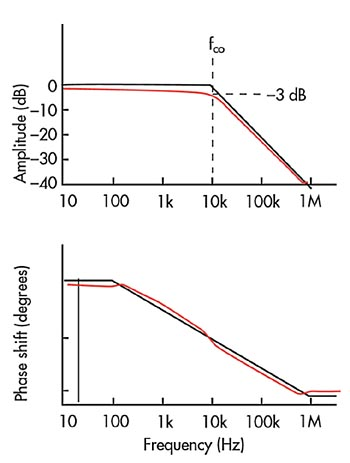 f_co
0
–3 dB
–10
–20
–30
–40
Amplitude (dB)
10 100 1k 10k 100k 1M
Phase shift (degrees)
10 100 1k 10k 100k 1M
Frequency (Hz)